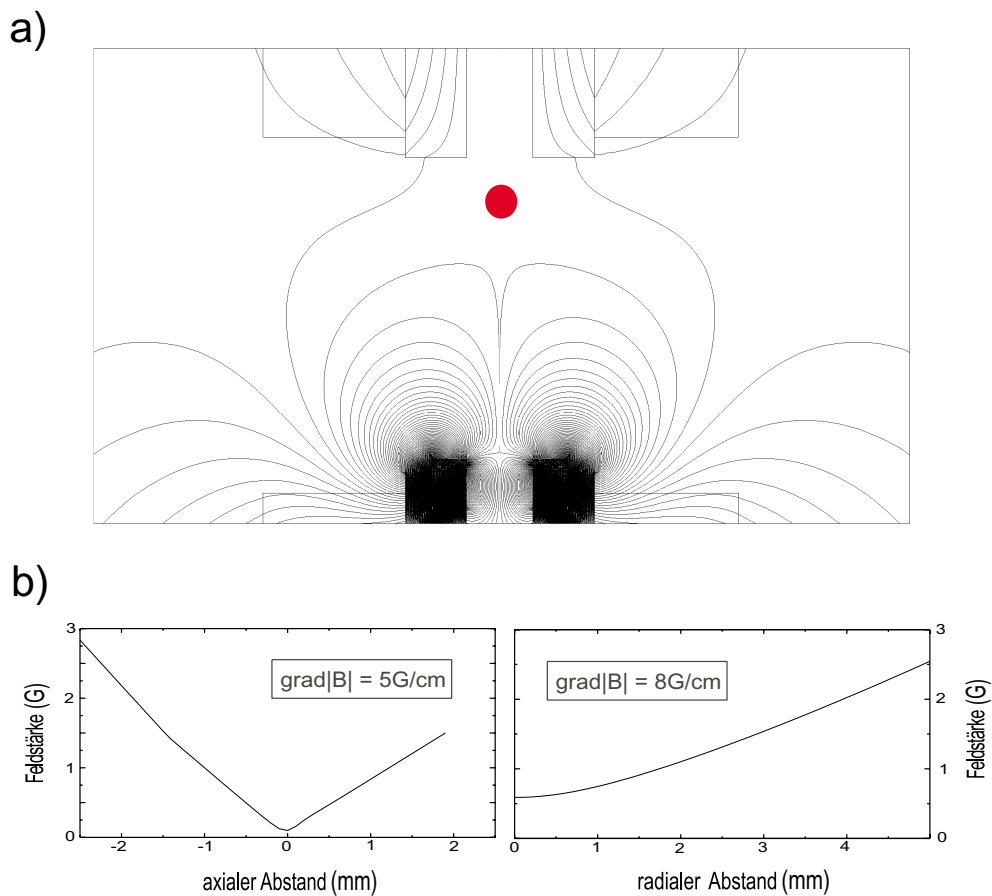 a)
b)
3
2
1
0
-2
-1
0
1
2
Feldstärke (G)
grad|B| = 5G/cm
axialer Abstand (mm)
3
2
1
0
0
1
2
3
4
5
Feldstärke (G)
grad|B| = 8G/cm
radialer Abstand (mm)